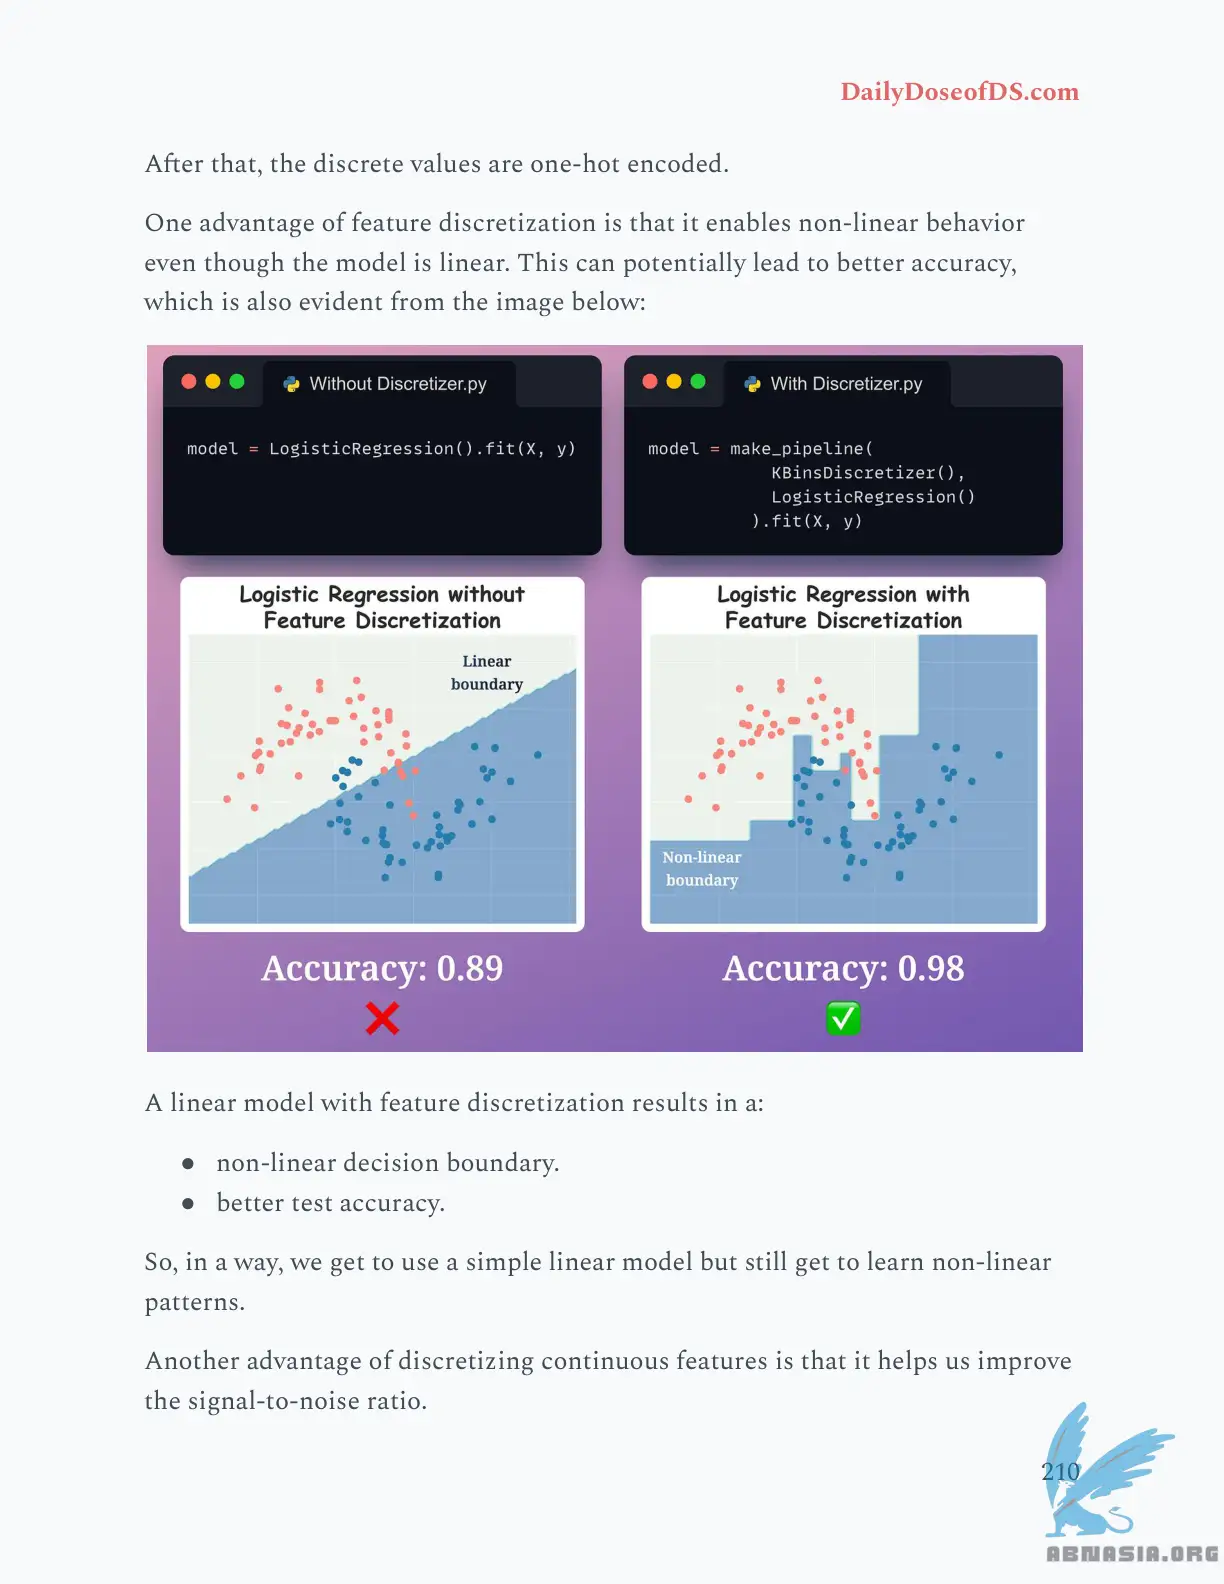 DailyDoseofDS.com
After that, the discrete values are one-hot encoded.
One advantage of feature discretization is that it enables non-linear behavior
even though the model is linear. This can potentially lead to better accuracy,
which is also evident from the image below:
Without Discretizer.py
model = LogisticRegression().fit(X, y)
With Discretizer.py
model = make_pipeline(
KBinsDiscretizer(),
LogisticRegression()
).fit(X, y)
Logistic Regression without
Feature Discretization
Linear
boundary
Accuracy: 0.89
Logistic Regression with
Feature Discretization
Non-linear
boundary
Accuracy: 0.98
A linear model with feature discretization results in a:
● non-linear decision boundary.
● better test accuracy.
So, in a way, we get to use a simple linear model but still get to learn non-linear
patterns.
Another advantage of discretizing continuous features is that it helps us improve
the signal-to-noise ratio.
210
ABNASIA.ORG